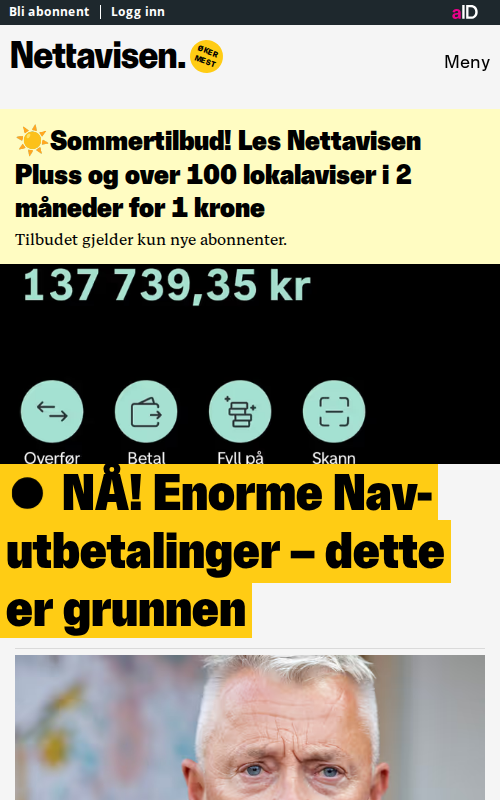 Bli abonnent | Logg inn
aID
Nettavisen.
ØKER
MEST
Meny
☀️Sommertilbud! Les Nettavisen
Pluss og over 100 lokalaviser i 2
måneder for 1 krone
Tilbudet gjelder kun nye abonnenter.
137 739,35 kr
Overfør Betal Fyll på Skann
● NÅ! Enorme Nav-
utbetalinger – dette
er grunnen